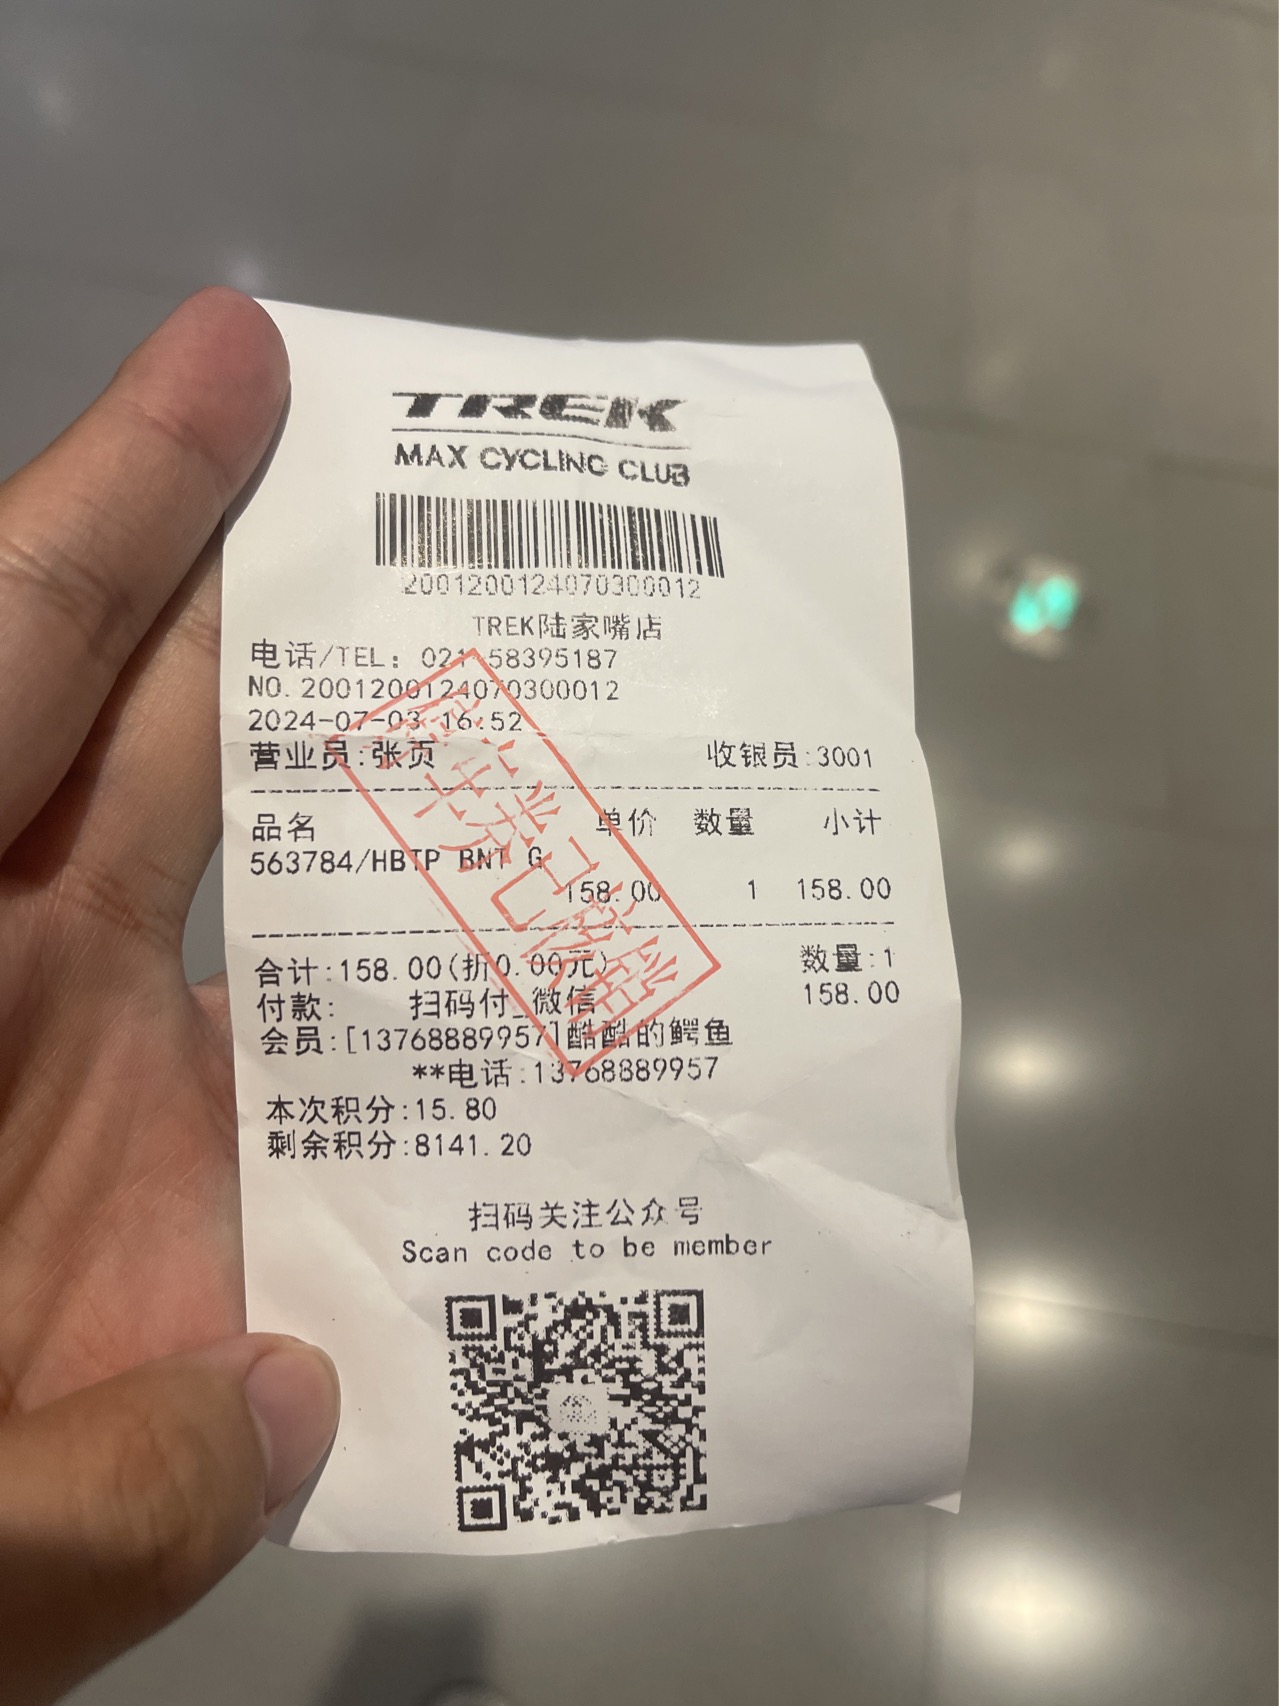 TREK
MAX CYCLING CLUB
2001200124070300012
TREK陆家嘴店
电话/TEL: 021-58395187
NO.2001200124070300012
2024-07-03 16:52
营业员:张页 收银员:3001
品名 单价 数量 小计
563784/HBTP BNT G
158.00 1 158.00
合计:158.00(折0.00元) 数量:1
付款: 扫码付_微信 158.00
会员:[13768889957]酷酷的鳄鱼
**电话:13768889957
本次积分:15.80
剩余积分:8141.20
扫码关注公众号
Scan code to be member